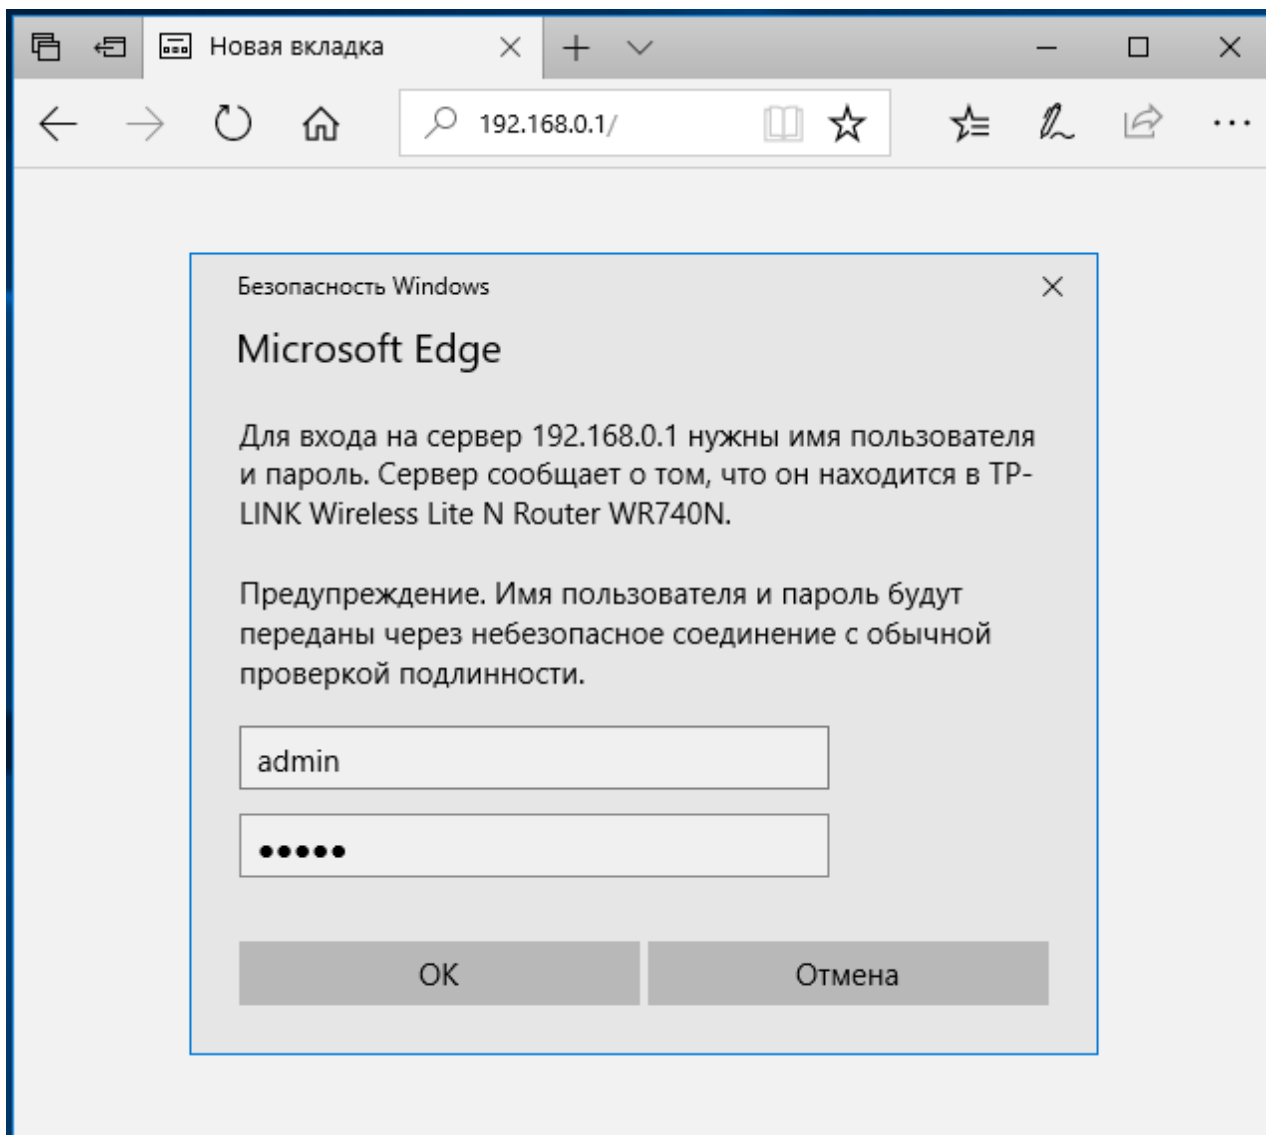 Новая вкладка
192.168.0.1/
Безопасность Windows
Microsoft Edge
Для входа на сервер 192.168.0.1 нужны имя пользователя
и пароль. Сервер сообщает о том, что он находится в TP-
LINK Wireless Lite N Router WR740N.
Предупреждение. Имя пользователя и пароль будут
переданы через небезопасное соединение с обычной
проверкой подлинности.
admin
•••••
ОК
Отмена